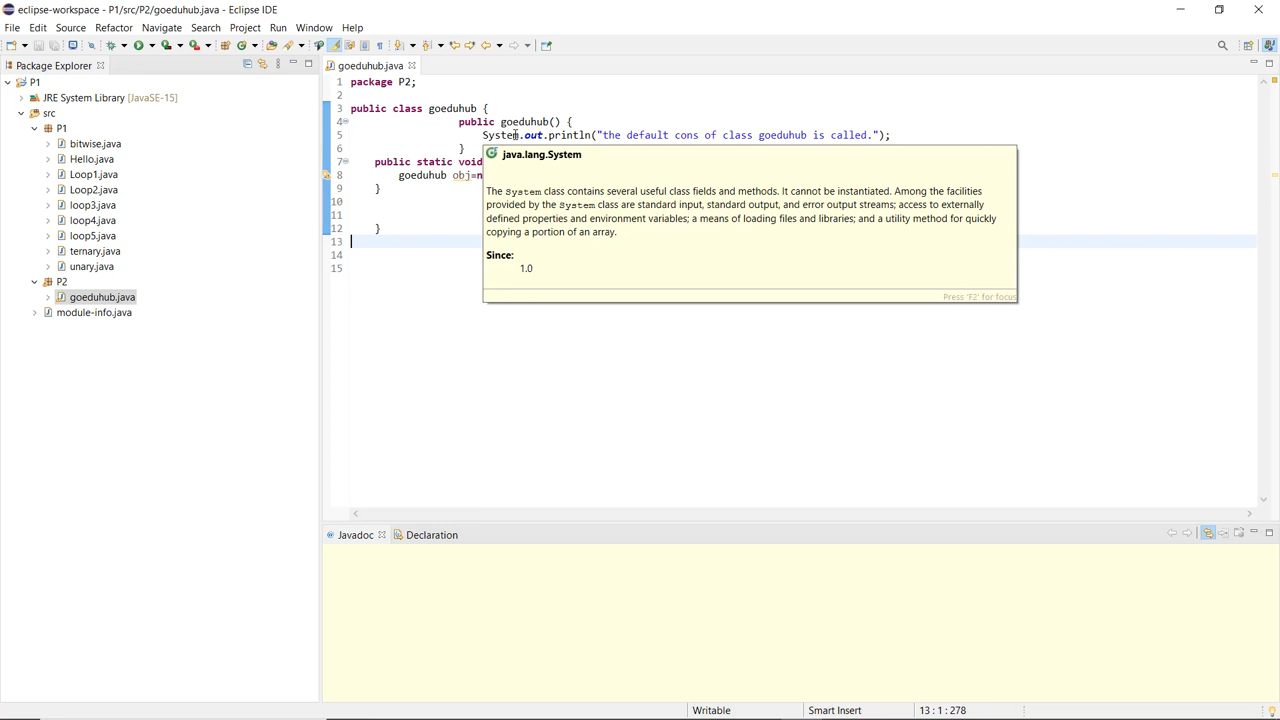 eclipse-workspace - P1/src/P2/goeduhub.java - Eclipse IDE
File Edit Source Refactor Navigate Search Project Run Window Help
Package Explorer
P1
JRE System Library [JavaSE-15]
src
P1
bitwise.java
Hello.java
Loop1.java
Loop2.java
loop3.java
loop4.java
loop5.java
ternary.java
unary.java
P2
goeduhub.java
module-info.java
goeduhub.java
1 package P2;
2
3 public class goeduhub {
4 public goeduhub() {
5 System.out.println("the default cons of class goeduhub is called.");
6 }
7 public static void
8 goeduhub obj=n
9 }
10
11
12 }
13
14
15
java.lang.System
The System class contains several useful class fields and methods. It cannot be instantiated. Among the facilities
provided by the System class are standard input, standard output, and error output streams; access to externally
defined properties and environment variables; a means of loading files and libraries; and a utility method for quickly
copying a portion of an array.
Since:
1.0
Press 'F2' for focus
@ Javadoc Declaration
Writable Smart Insert 13 : 1 : 278